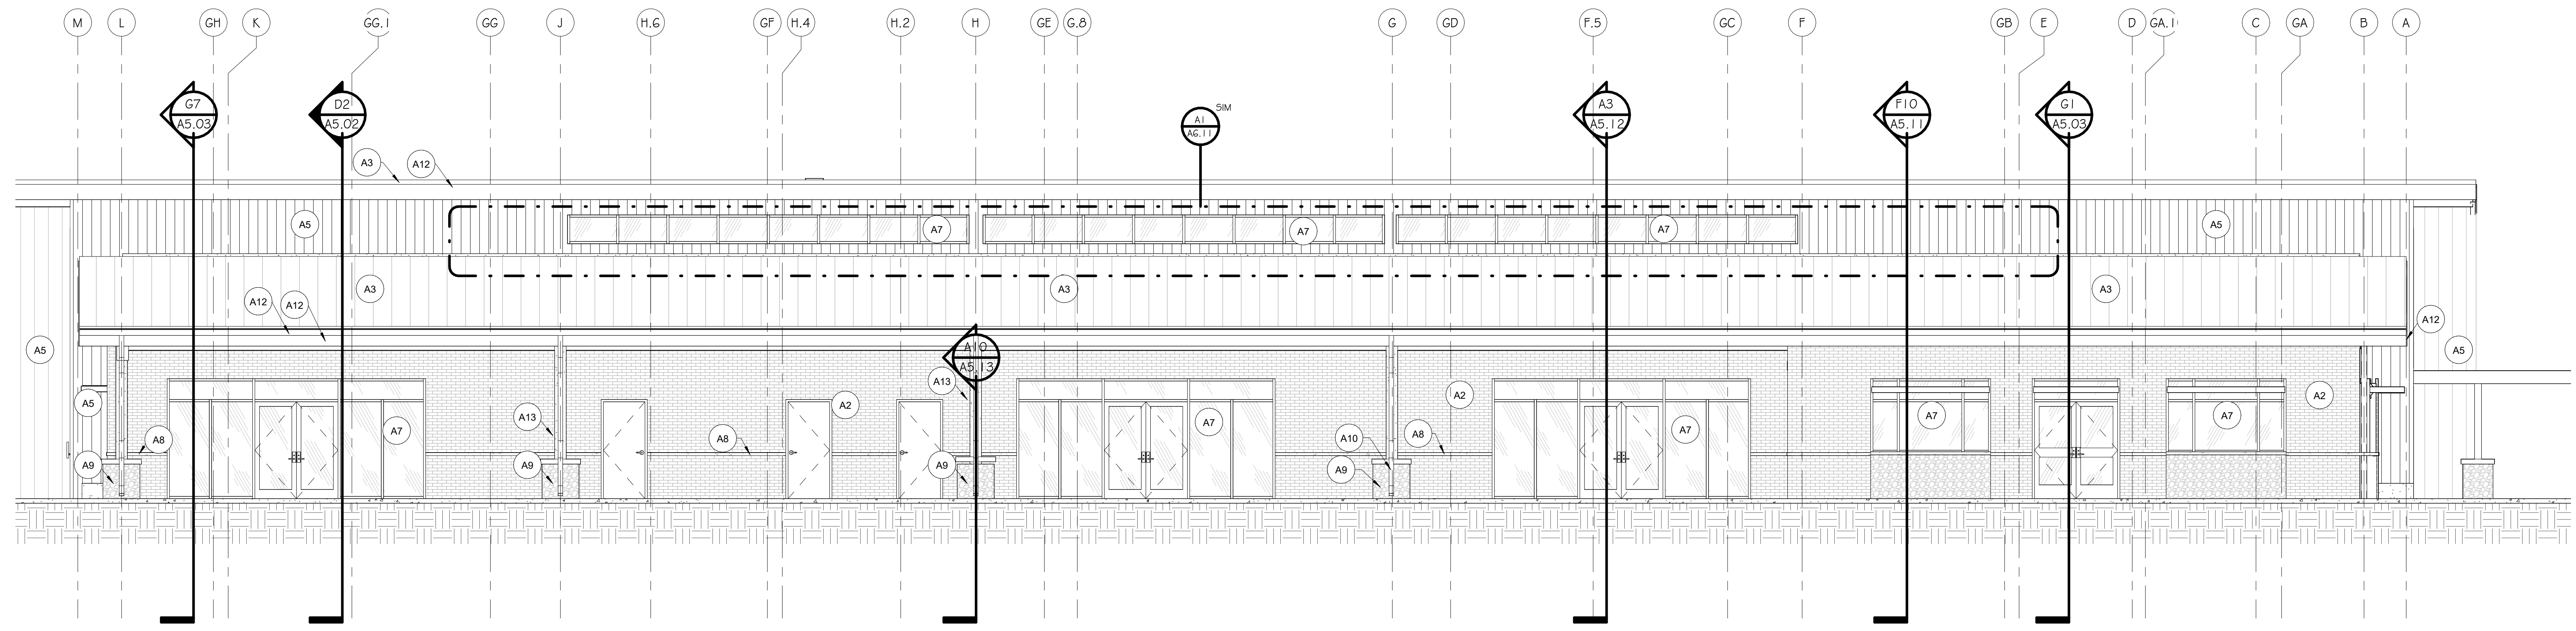 M L GH K GG.1 GG J H.6 GF H.4 H.2 H GE G.8 G GD F.5 GC F GB E D GA.1 C GA B A
G7
A5.03
D2
A5.02
A1
A6.11
SIM
A3
A5.12
F10
A5.11
G1
A5.03
A3 A12
A5 A7 A7 A7 A5
A3 A3 A3
A12 A12 A12
A5 A10
A5.13 A5
A13
A5 A13 A2 A2 A7 A7 A2
A7 A8 A7 A7
A8 A10 A8
A9 A9 A9 A9